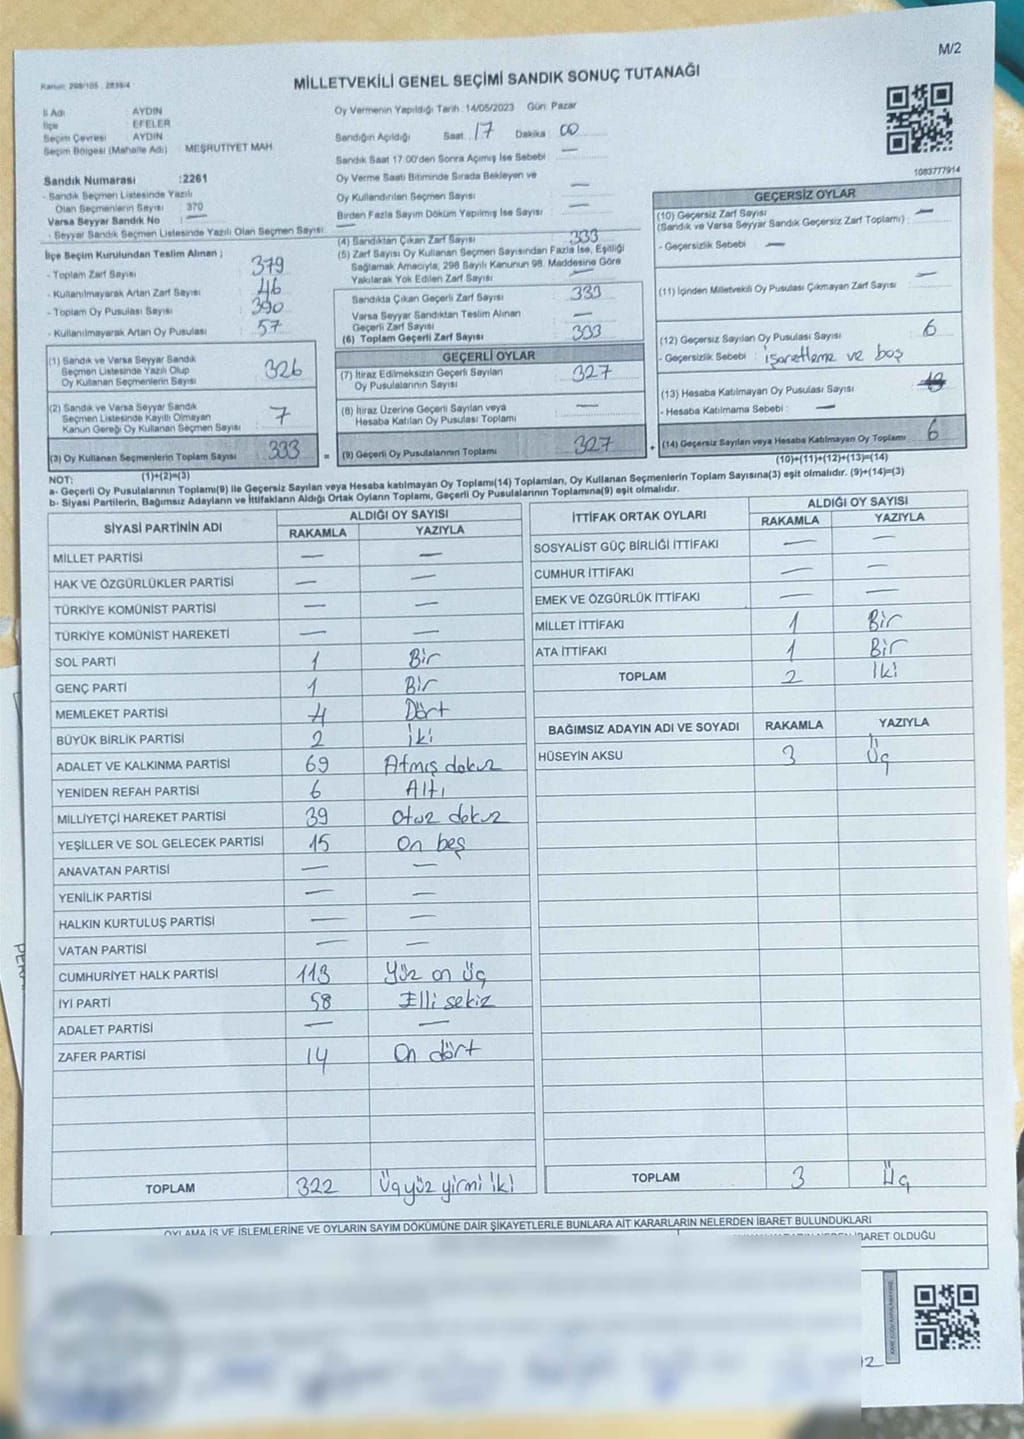 M/2
Kanun: 298/105 : 2839/4
MİLLETVEKİLİ GENEL SEÇİMİ SANDIK SONUÇ TUTANAĞI
İl Adı : AYDIN
İlçe : EFELER
Seçim Çevresi : AYDIN
Seçim Bölgesi (Mahalle Adı) : MEŞRUTİYET MAH.
Sandık Numarası :2261
- Sandık Seçmen Listesinde Yazılı
Olan Seçmenlerin Sayısı : 370
Varsa Seyyar Sandık No : —
- Seyyar Sandık Seçmen Listesinde Yazılı Olan Seçmen Sayısı: —
Oy Vermenin Yapıldığı Tarih :14/05/2023 Gün: Pazar
Sandığın Açıldığı Saat: 17 Dakika: 00
Sandık Saat 17:00'den Sonra Açımış İse Sebebi : —
Oy Verme Saati Bitiminde Sırada Bekleyen ve
Oy Kullandırılan Seçmen Sayısı : —
Birden Fazla Sayım Döküm Yapılmış İse Sayısı : —
1083777914
İlçe Seçim Kurulundan Teslim Alınan ;
- Toplam Zarf Sayısı : 379
- Kullanılmayarak Artan Zarf Sayısı : 46
- Toplam Oy Pusulası Sayısı : 390
- Kullanılmayarak Artan Oy Pusulası : 57
(1) Sandık ve Varsa Seyyar Sandık
Seçmen Listesinde Yazılı Olup
Oy Kullanan Seçmenlerin Sayısı : 326
(2) Sandık ve Varsa Seyyar Sandık
Seçmen Listesinde Kayıtlı Olmayan
Kanun Gereği Oy Kullanan Seçmen Sayısı : 7
(3) Oy Kullanan Seçmenlerin Toplam Sayısı : 333
(1)+(2)=(3)
(4) Sandıktan Çıkan Zarf Sayısı : 333
(5) Zarf Sayısı Oy Kullanan Seçmen Sayısından Fazla İse, Eşitliği
Sağlamak Amacıyla, 298 Sayılı Kanunun 98. Maddesine Göre
Yakılarak Yok Edilen Zarf Sayısı : —
Sandıkta Çıkan Geçerli Zarf Sayısı : 333
Varsa Seyyar Sandıktan Teslim Alınan
Geçerli Zarf Sayısı : —
(6) Toplam Geçerli Zarf Sayısı : 333
GEÇERLİ OYLAR
(7) İtiraz Edilmeksizin Geçerli Sayılan
Oy Pusulalarının Sayısı : 327
(8) İtiraz Üzerine Geçerli Sayılan veya
Hesaba Katılan Oy Pusulası Toplamı : —
(9) Geçerli Oy Pusulalarının Toplamı : 327
GEÇERSİZ OYLAR
(10) Geçersiz Zarf Sayısı
(Sandık ve Varsa Seyyar Sandık Geçersiz Zarf Toplamı) : —
- Geçersizlik Sebebi : —
(11) İçinden Milletvekili Oy Pusulası Çıkmayan Zarf Sayısı : —
(12) Geçersiz Sayılan Oy Pusulası Sayısı : 6
- Geçersizlik Sebebi : işaretleme ve boş
(13) Hesaba Katılmayan Oy Pusulası Sayısı :
- Hesaba Katılmama Sebebi : —
(14) Geçersiz Sayılan veya Hesaba Katılmayan Oy Toplamı : 6
(10)+(11)+(12)+(13)=(14)
NOT:
a- Geçerli Oy Pusulalarının Toplamı(9) ile Geçersiz Sayılan veya Hesaba katılmayan Oy Toplamı(14) Toplamları, Oy Kullanan Seçmenlerin Toplam Sayısına(3) eşit olmalıdır. (9)+(14)=(3)
b- Siyasi Partilerin, Bağımsız Adayların ve İttifakların Aldığı Ortak Oyların Toplamı, Geçerli Oy Pusulalarının Toplamına(9) eşit olmalıdır.
SİYASİ PARTİNİN ADI ALDIĞI OY SAYISI
RAKAMLA YAZIYLA
MİLLET PARTİSİ — —
HAK VE ÖZGÜRLÜKLER PARTİSİ — —
TÜRKİYE KOMÜNİST PARTİSİ — —
TÜRKİYE KOMÜNİST HAREKETİ — —
SOL PARTİ 1 Bir
GENÇ PARTİ 1 Bir
MEMLEKET PARTİSİ 4 Dört
BÜYÜK BİRLİK PARTİSİ 2 iki
ADALET VE KALKINMA PARTİSİ 69 Atmış dokuz
YENİDEN REFAH PARTİSİ 6 Altı
MİLLİYETÇİ HAREKET PARTİSİ 39 Otuz dokuz
YEŞİLLER VE SOL GELECEK PARTİSİ 15 On beş
ANAVATAN PARTİSİ — —
YENİLİK PARTİSİ — —
HALKIN KURTULUŞ PARTİSİ — —
VATAN PARTİSİ — —
CUMHURİYET HALK PARTİSİ 113 Yüz on üç
İYİ PARTİ 58 Elli sekiz
ADALET PARTİSİ — —
ZAFER PARTİSİ 14 On dört
TOPLAM 322 Üçyüz yirmi iki
İTTİFAK ORTAK OYLARI ALDIĞI OY SAYISI
RAKAMLA YAZIYLA
SOSYALİST GÜÇ BİRLİĞİ İTTİFAKI — —
CUMHUR İTTİFAKI — —
EMEK VE ÖZGÜRLÜK İTTİFAKI — —
MİLLET İTTİFAKI 1 Bir
ATA İTTİFAKI 1 Bir
TOPLAM 2 İki
BAĞIMSIZ ADAYIN ADI VE SOYADI RAKAMLA YAZIYLA
HÜSEYİN AKSU 3 Üç
TOPLAM 3 Üç
OYLAMA İŞ VE İŞLEMLERİNE VE OYLARIN SAYIM DÖKÜMÜNE DAİR ŞİKAYETLERLE BUNLARA AİT KARARLARIN NELERDEN İBARET BULUNDUKLARI
İBARET OLDUĞU